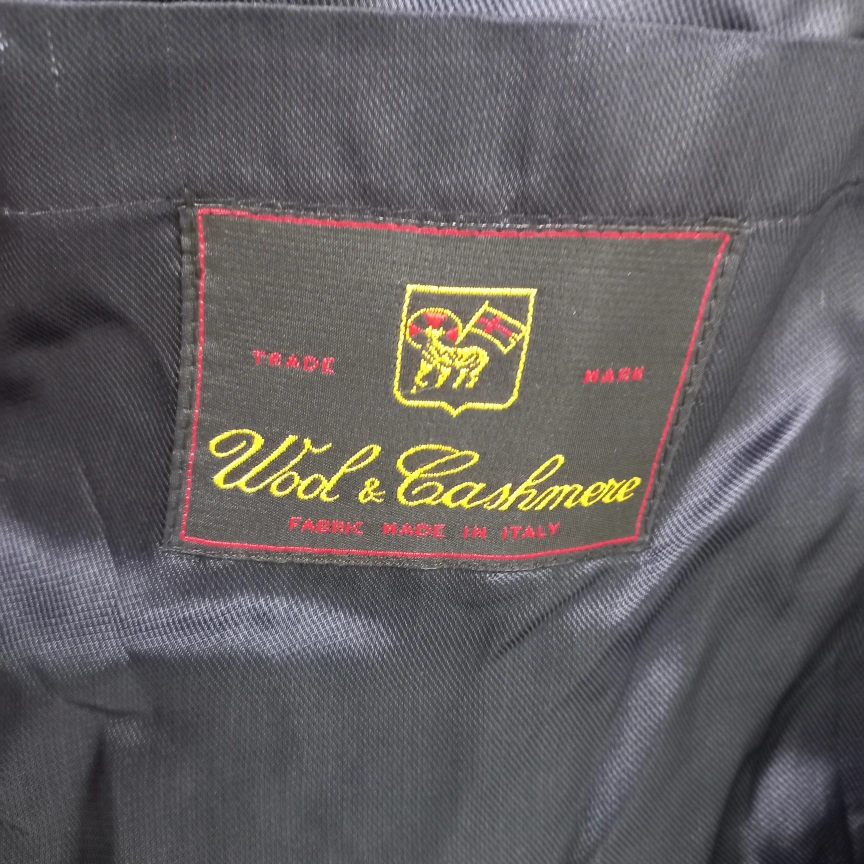 TRADE MARK
Wool & Cashmere
FABRIC MADE IN ITALY